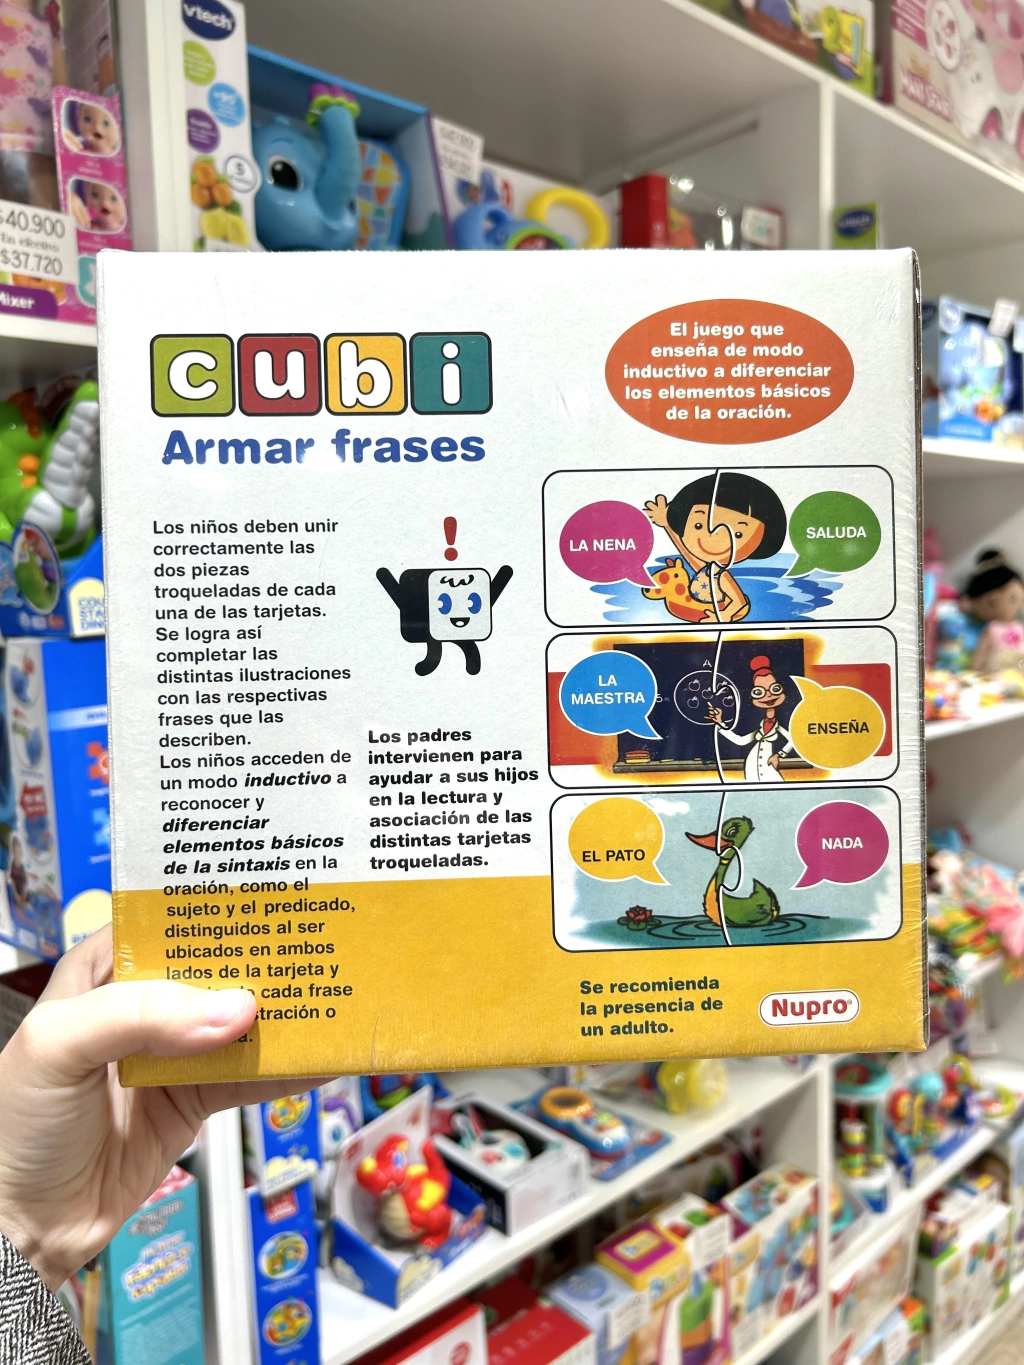 vtech
$40.900
En efectivo
$37.720
Mixer
cubi
Armar frases
El juego que
enseña de modo
inductivo a diferenciar
los elementos básicos
de la oración.
Los niños deben unir
correctamente las
dos piezas
troqueladas de cada
una de las tarjetas.
Se logra así
completar las
distintas ilustraciones
con las respectivas
frases que las
describen.
Los niños acceden de
un modo inductivo a
reconocer y
diferenciar
elementos básicos
de la sintaxis en la
oración, como el
sujeto y el predicado,
distinguidos al ser
ubicados en ambos
lados de la tarjeta y
cada frase
Los padres
intervienen para
ayudar a sus hijos
en la lectura y
asociación de las
distintas tarjetas
troqueladas.
LA NENA
SALUDA
LA
MAESTRA
ENSEÑA
EL PATO
NADA
Se recomienda
la presencia de
un adulto.
Nupro